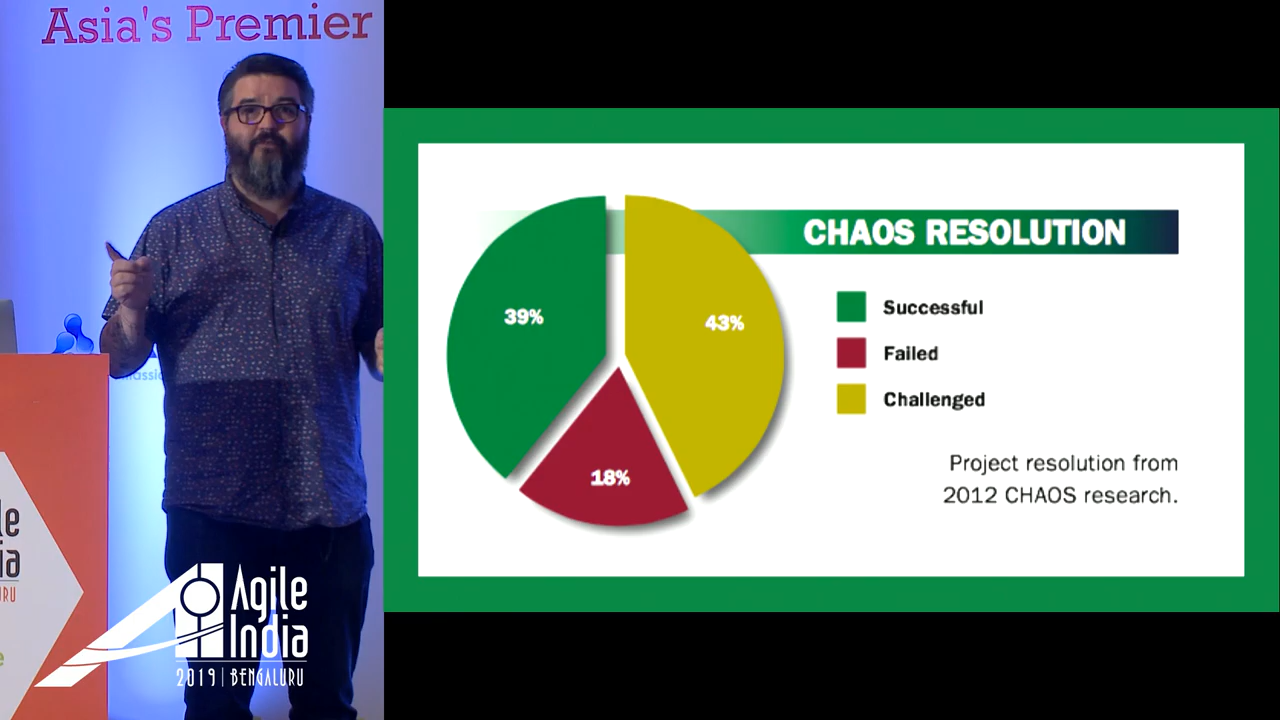 Asia's Premier
CHAOS RESOLUTION
39%
43%
18%
Successful
Failed
Challenged
Project resolution from
2012 CHAOS research.
Agile
India
2019 | BENGALURU